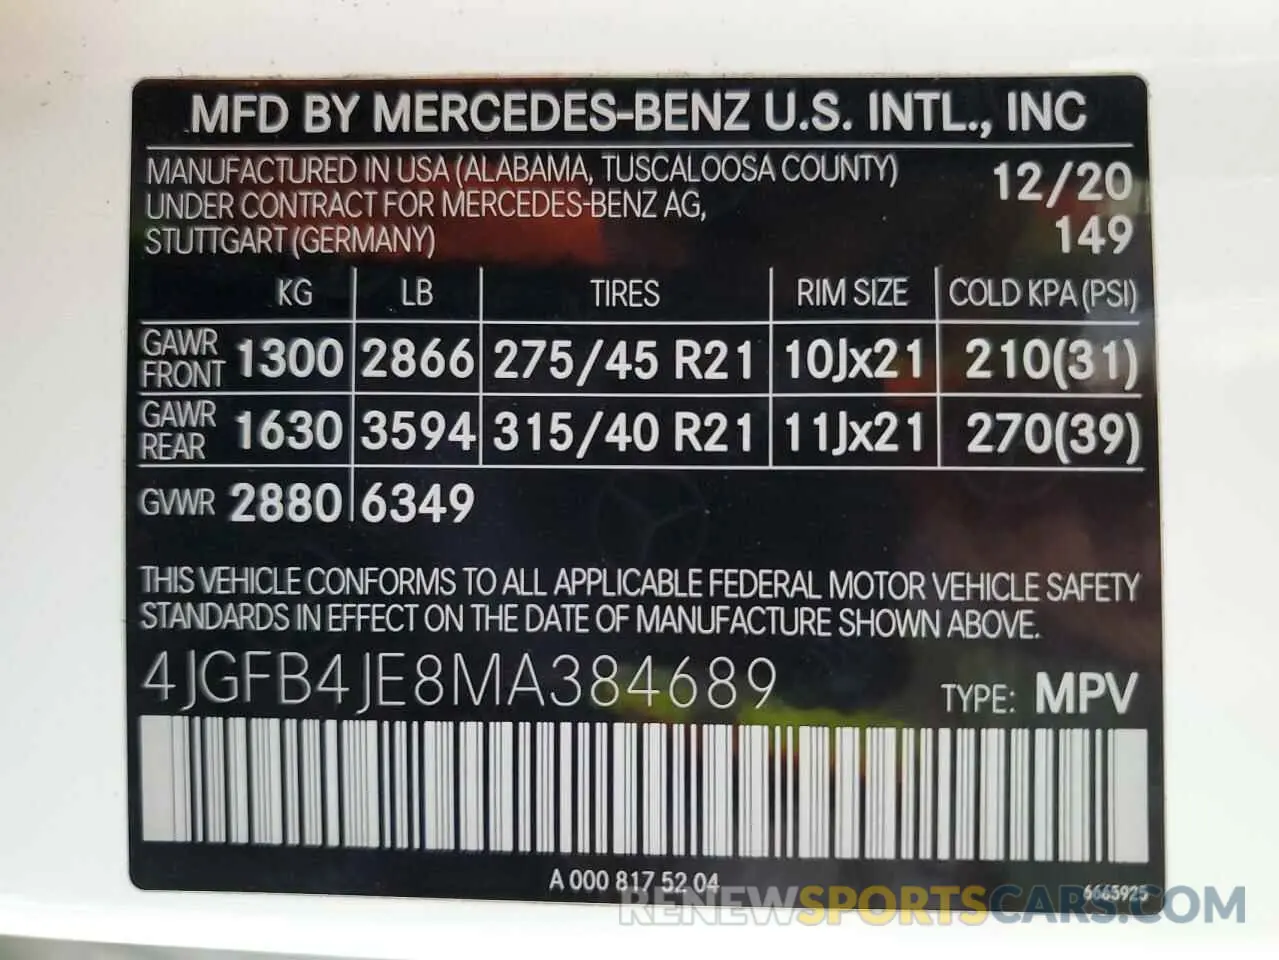 MFD BY MERCEDES-BENZ U.S. INTL., INC
MANUFACTURED IN USA (ALABAMA, TUSCALOOSA COUNTY)
UNDER CONTRACT FOR MERCEDES-BENZ AG,
STUTTGART (GERMANY)
12/20
149
KG LB TIRES RIM SIZE COLD KPA (PSI)
GAWR FRONT 1300 2866 275/45 R21 10Jx21 210(31)
GAWR REAR 1630 3594 315/40 R21 11Jx21 270(39)
GVWR 2880 6349
THIS VEHICLE CONFORMS TO ALL APPLICABLE FEDERAL MOTOR VEHICLE SAFETY
STANDARDS IN EFFECT ON THE DATE OF MANUFACTURE SHOWN ABOVE.
4JGFB4JE8MA384689 TYPE: MPV
A 000 817 52 04
6665925
RENEWSPORTSCARS.COM